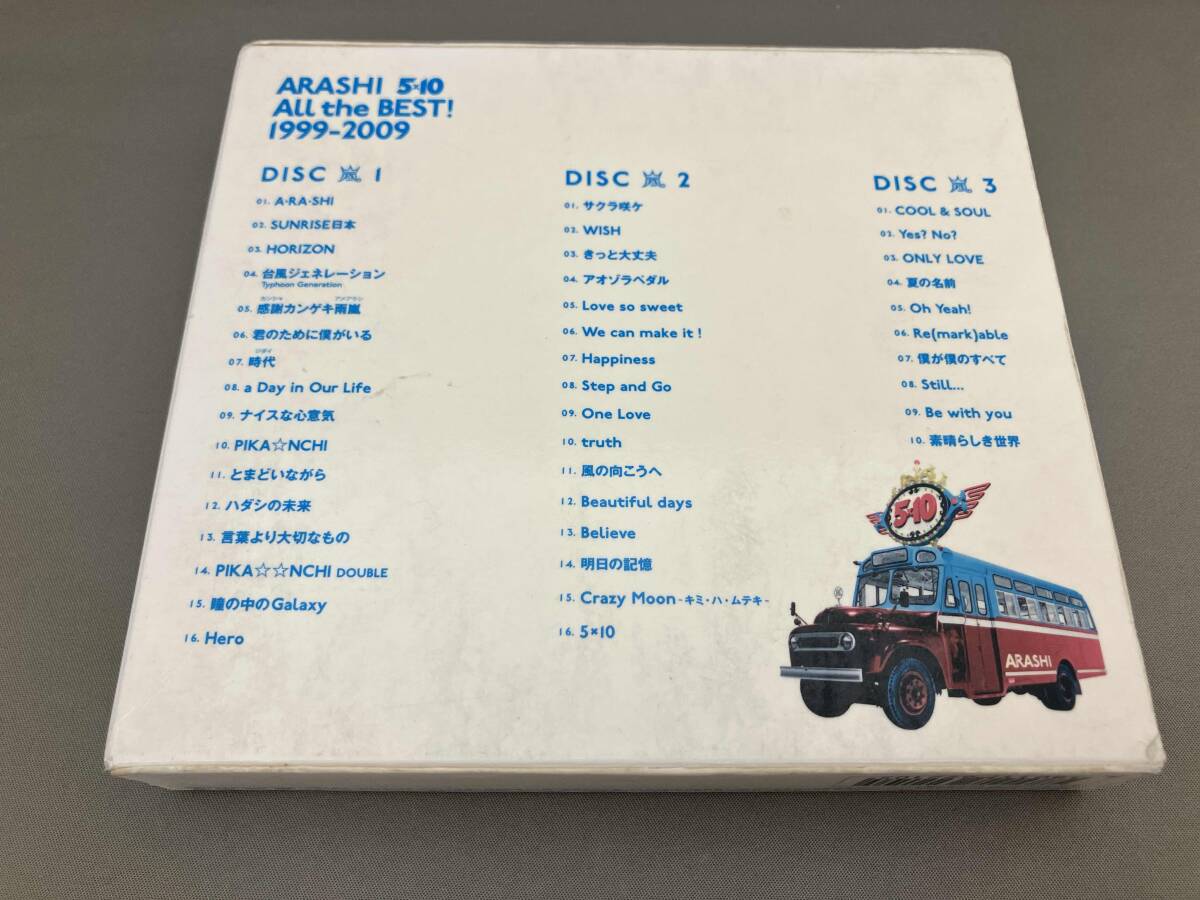 ARASHI 5×10
All the BEST!
1999-2009
DISC 嵐 1
01. A・RA・SHI
02. SUNRISE日本
03. HORIZON
04. 台風ジェネレーション
Typhoon Generation
カンシャ アメアラシ
05. 感謝カンゲキ雨嵐
06. 君のために僕がいる
ジダイ
07. 時代
08. a Day in Our Life
09. ナイスな心意気
10. PIKA☆NCHI
11. とまどいながら
12. ハダシの未来
13. 言葉より大切なもの
14. PIKA☆☆NCHI DOUBLE
15. 瞳の中のGalaxy
16. Hero
DISC 嵐 2
01. サクラ咲ケ
02. WISH
03. きっと大丈夫
04. アオゾラペダル
05. Love so sweet
06. We can make it !
07. Happiness
08. Step and Go
09. One Love
10. truth
11. 風の向こうへ
12. Beautiful days
13. Believe
14. 明日の記憶
15. Crazy Moon -キミ・ハ・ムテキ-
16. 5×10
DISC 嵐 3
01. COOL & SOUL
02. Yes? No?
03. ONLY LOVE
04. 夏の名前
05. Oh Yeah!
06. Re(mark)able
07. 僕が僕のすべて
08. Still...
09. Be with you
10. 素晴らしき世界
5×10
ARASHI